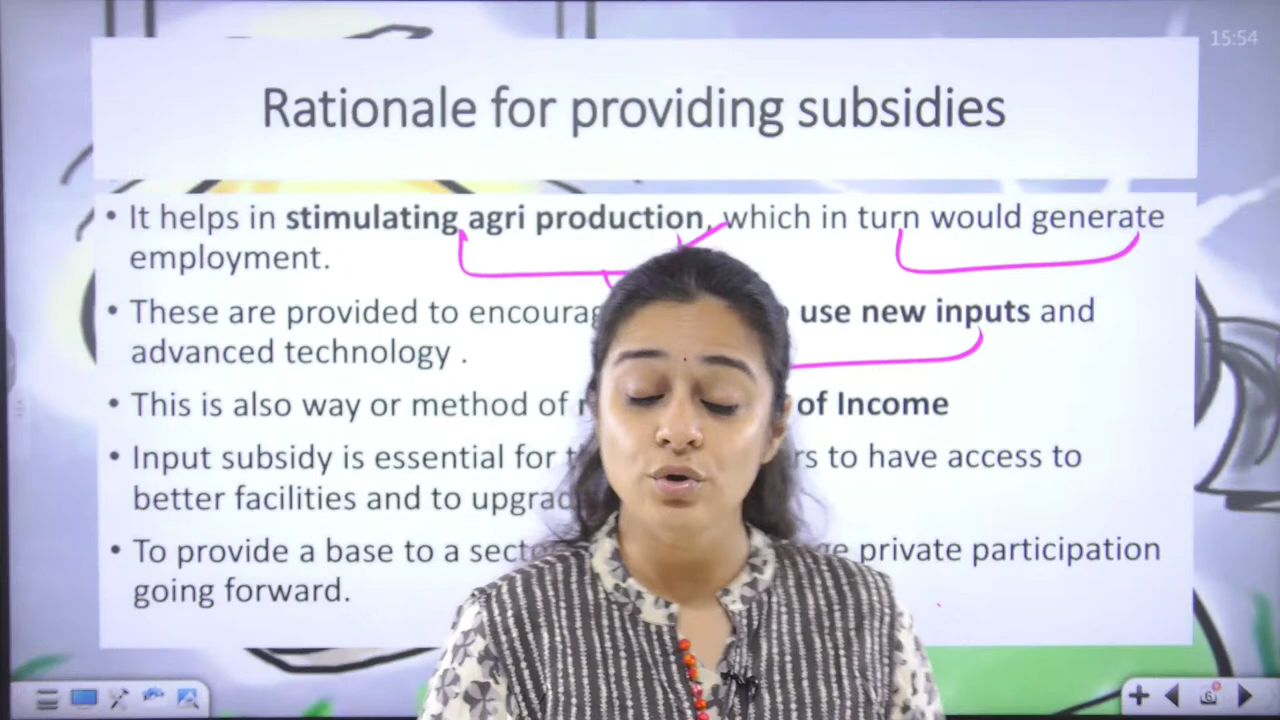 15:54
Rationale for providing subsidies
• It helps in stimulating agri production, which in turn would generate
employment.
• These are provided to encourag use new inputs and
advanced technology .
• This is also way or method of of Income
• Input subsidy is essential for to have access to
better facilities and to upgrad
• To provide a base to a secto private participation
going forward.
6